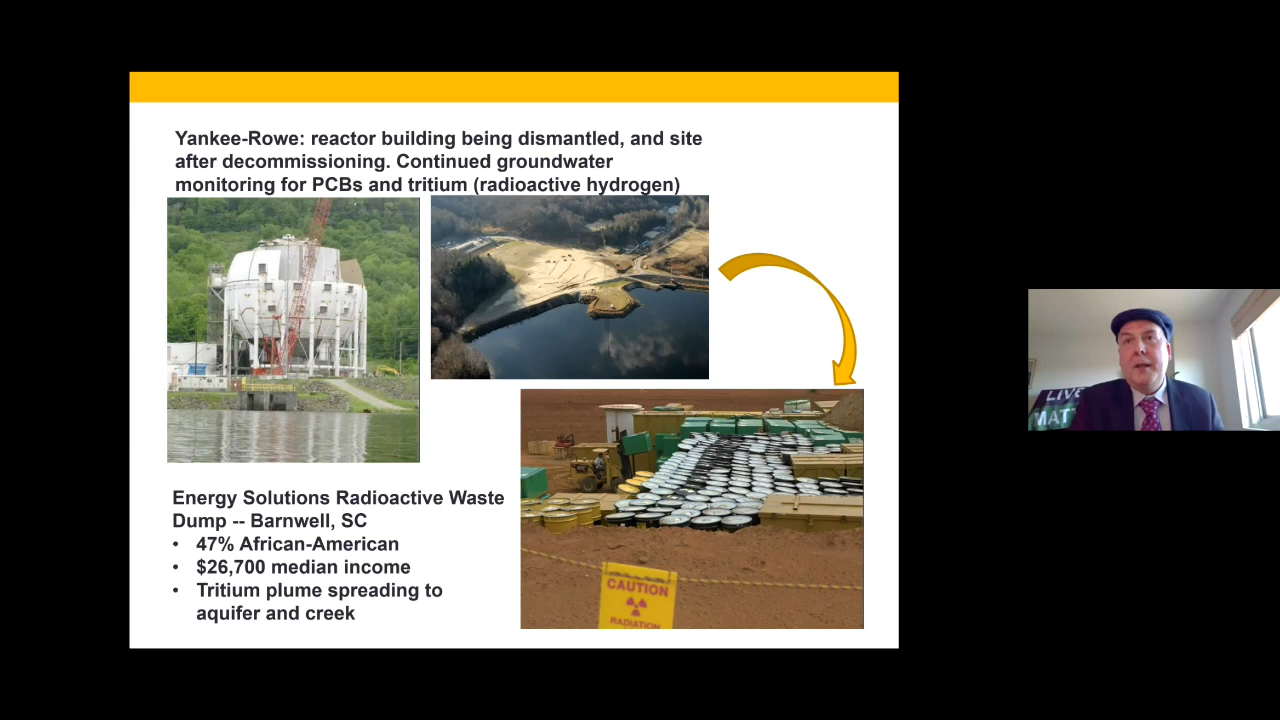 Yankee-Rowe: reactor building being dismantled, and site
after decommissioning. Continued groundwater
monitoring for PCBs and tritium (radioactive hydrogen)
Energy Solutions Radioactive Waste
Dump -- Barnwell, SC
• 47% African-American
• $26,700 median income
• Tritium plume spreading to
aquifer and creek
CAUTION
RADIATION
LIVE
MAT